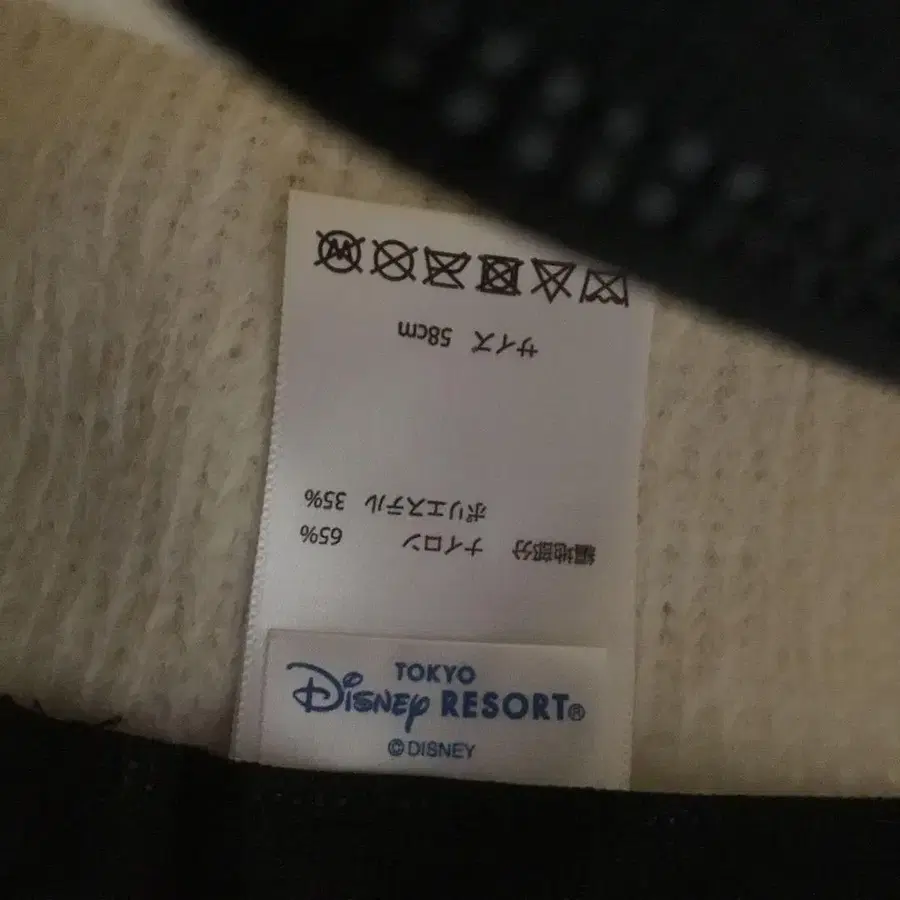 編地部分 ナイロン 65%
ポリエステル 35%
サイズ 58cm
TOKYO
Disney RESORT®
©DISNEY